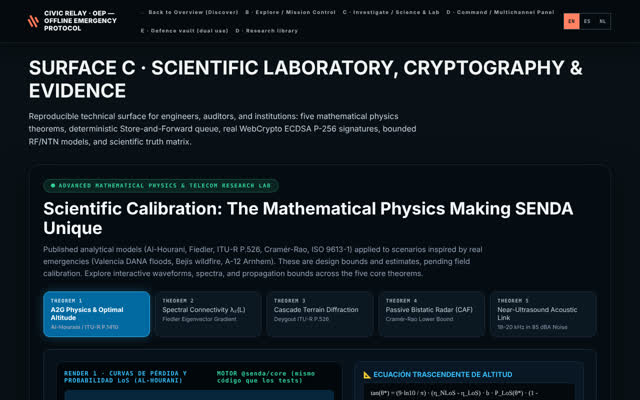 CIVIC RELAY · OEP —
OFFLINE EMERGENCY
PROTOCOL
← Back to Overview (Discover) B · Explore / Mission Control C · Investigate / Science & Lab D · Command / Multichannel Panel
E · Defence vault (dual use) D · Research library
EN ES NL
SURFACE C · SCIENTIFIC LABORATORY, CRYPTOGRAPHY &
EVIDENCE
Reproducible technical surface for engineers, auditors, and institutions: five mathematical physics
theorems, deterministic Store-and-Forward queue, real WebCrypto ECDSA P-256 signatures, bounded
RF/NTN models, and scientific truth matrix.
ADVANCED MATHEMATICAL PHYSICS & TELECOM RESEARCH LAB
Scientific Calibration: The Mathematical Physics Making SENDA
Unique
Published analytical models (Al-Hourani, Fiedler, ITU-R P.526, Cramér-Rao, ISO 9613-1) applied to scenarios inspired by real
emergencies (Valencia DANA floods, Bejís wildfire, A-12 Arnhem). These are design bounds and estimates, pending field
calibration. Explore interactive waveforms, spectra, and propagation bounds across the five core theorems.
THEOREM 1
A2G Physics & Optimal
Altitude
Al-Hourani / ITU-R P.1410
THEOREM 2
Spectral Connectivity λ₂(L)
Fiedler Eigenvector Gradient
THEOREM 3
Cascade Terrain Diffraction
Deygout ITU-R P.526
THEOREM 4
Passive Bistatic Radar (CAF)
Cramér-Rao Lower Bound
THEOREM 5
Near-Ultrasound Acoustic
Link
18–20 kHz in 85 dBA Noise
RENDER 1 · CURVAS DE PÉRDIDA Y
PROBABILIDAD LoS (AL-HOURANI)
MOTOR @senda/core (mismo
código que los tests)
📐 ECUACIÓN TRASCENDENTE DE ALTITUD
tan(θ*) = (9·ln10 / π) · (η_NLoS - η_LoS) · b · P_LoS(θ*) · (1 -